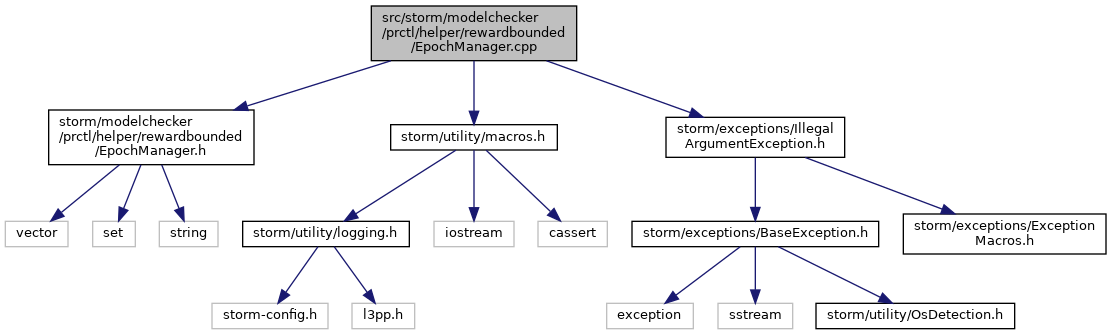 src/storm/modelchecker
/prctl/helper/rewardbounded
/EpochManager.cpp
storm/modelchecker
/prctl/helper/rewardbounded
/EpochManager.h
storm/utility/macros.h
storm/exceptions/Illegal
ArgumentException.h
vector
set
string
storm/utility/logging.h
iostream
cassert
storm/exceptions/BaseException.h
storm/exceptions/Exception
Macros.h
storm-config.h
l3pp.h
exception
sstream
storm/utility/OsDetection.h